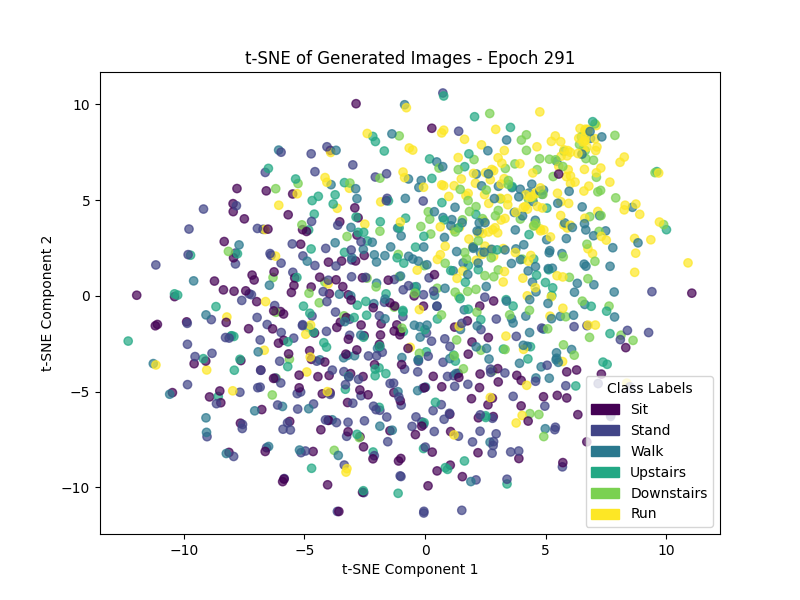 t-SNE of Generated Images - Epoch 291
10
5
0
−5
−10
t-SNE Component 2
Class Labels
Sit
Stand
Walk
Upstairs
Downstairs
Run
−10 −5 0 5 10
t-SNE Component 1